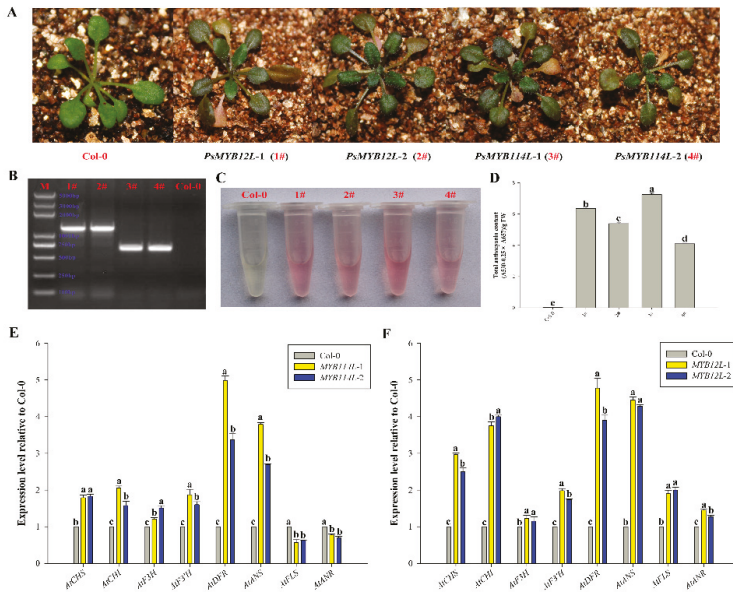 A
Col-0 PsMYB12L-1 (1#) PsMYB12L-2 (2#) PsMYB114L-1 (3#) PsMYB114L-2 (4#)
B
M 1# 2# 3# 4# Col-0
C
Col-0 1# 2# 3# 4#
D
Total anthocyanin content
e b c a d
Col-0 2#
E
Expression level relative to Col-0
6
5
4
3
2
1
0
Col-0
MYB114L-1
MYB114L-2
b a a c a b c b a c a b c a b c a b a b b a b b
AtCHS AtCHI AtF3H AtF3'H AtDFR AtANS AtFLS AtANR
F
Expression level relative to Col-0
6
5
4
3
2
1
0
Col-0
MYB12L-1
MYB12L-2
AtCHS AtCHI AtF3H AtF3'H AtDFR AtANS AtFLS AtANR